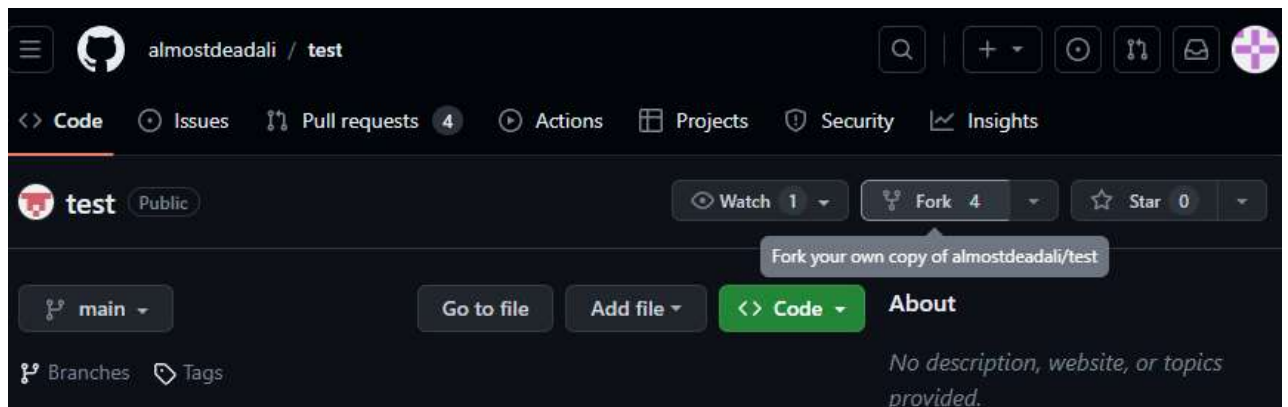 almostdeadali / test
Code Issues Pull requests 4 Actions Projects Security Insights
test Public Watch 1 Fork 4 Star 0
Fork your own copy of almostdeadali/test
main Go to file Add file Code About
Branches Tags No description, website, or topics
provided.